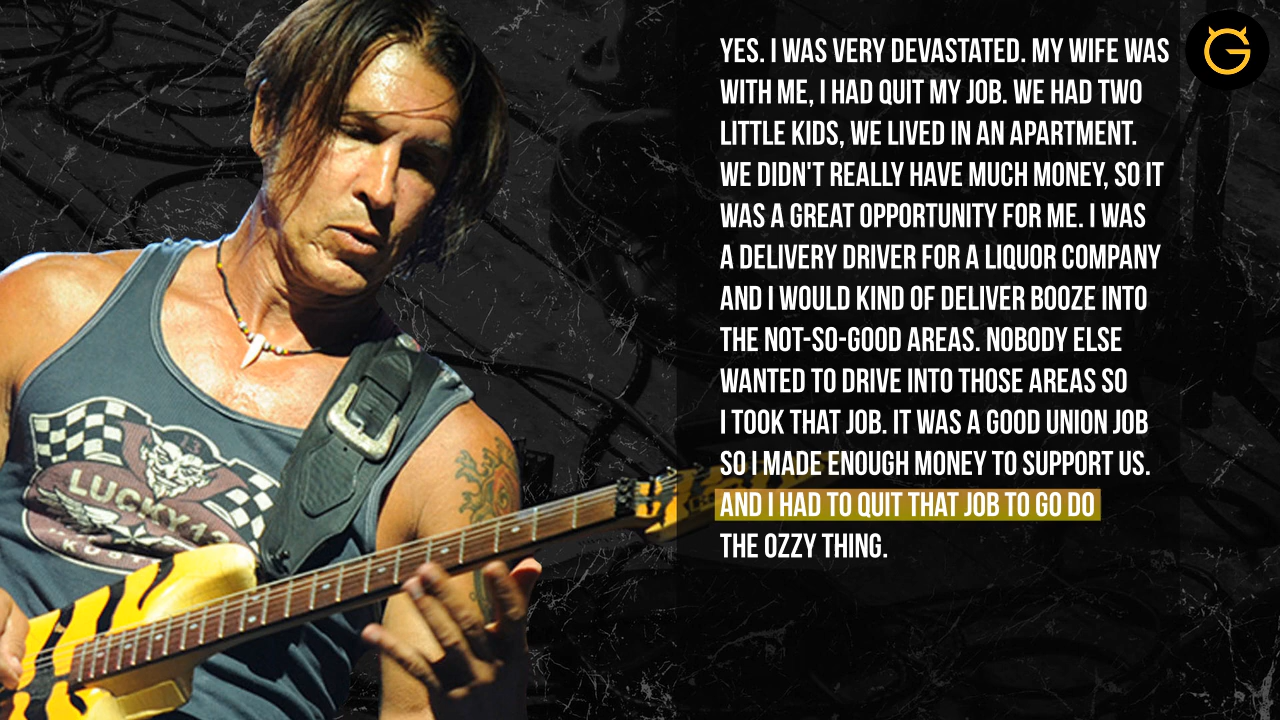 YES. I WAS VERY DEVASTATED. MY WIFE WAS
WITH ME, I HAD QUIT MY JOB. WE HAD TWO
LITTLE KIDS, WE LIVED IN AN APARTMENT.
WE DIDN'T REALLY HAVE MUCH MONEY, SO IT
WAS A GREAT OPPORTUNITY FOR ME. I WAS
A DELIVERY DRIVER FOR A LIQUOR COMPANY
AND I WOULD KIND OF DELIVER BOOZE INTO
THE NOT-SO-GOOD AREAS. NOBODY ELSE
WANTED TO DRIVE INTO THOSE AREAS SO
I TOOK THAT JOB. IT WAS A GOOD UNION JOB
SO I MADE ENOUGH MONEY TO SUPPORT US.
AND I HAD TO QUIT THAT JOB TO GO DO
THE OZZY THING.
G
13
LUCKY 13